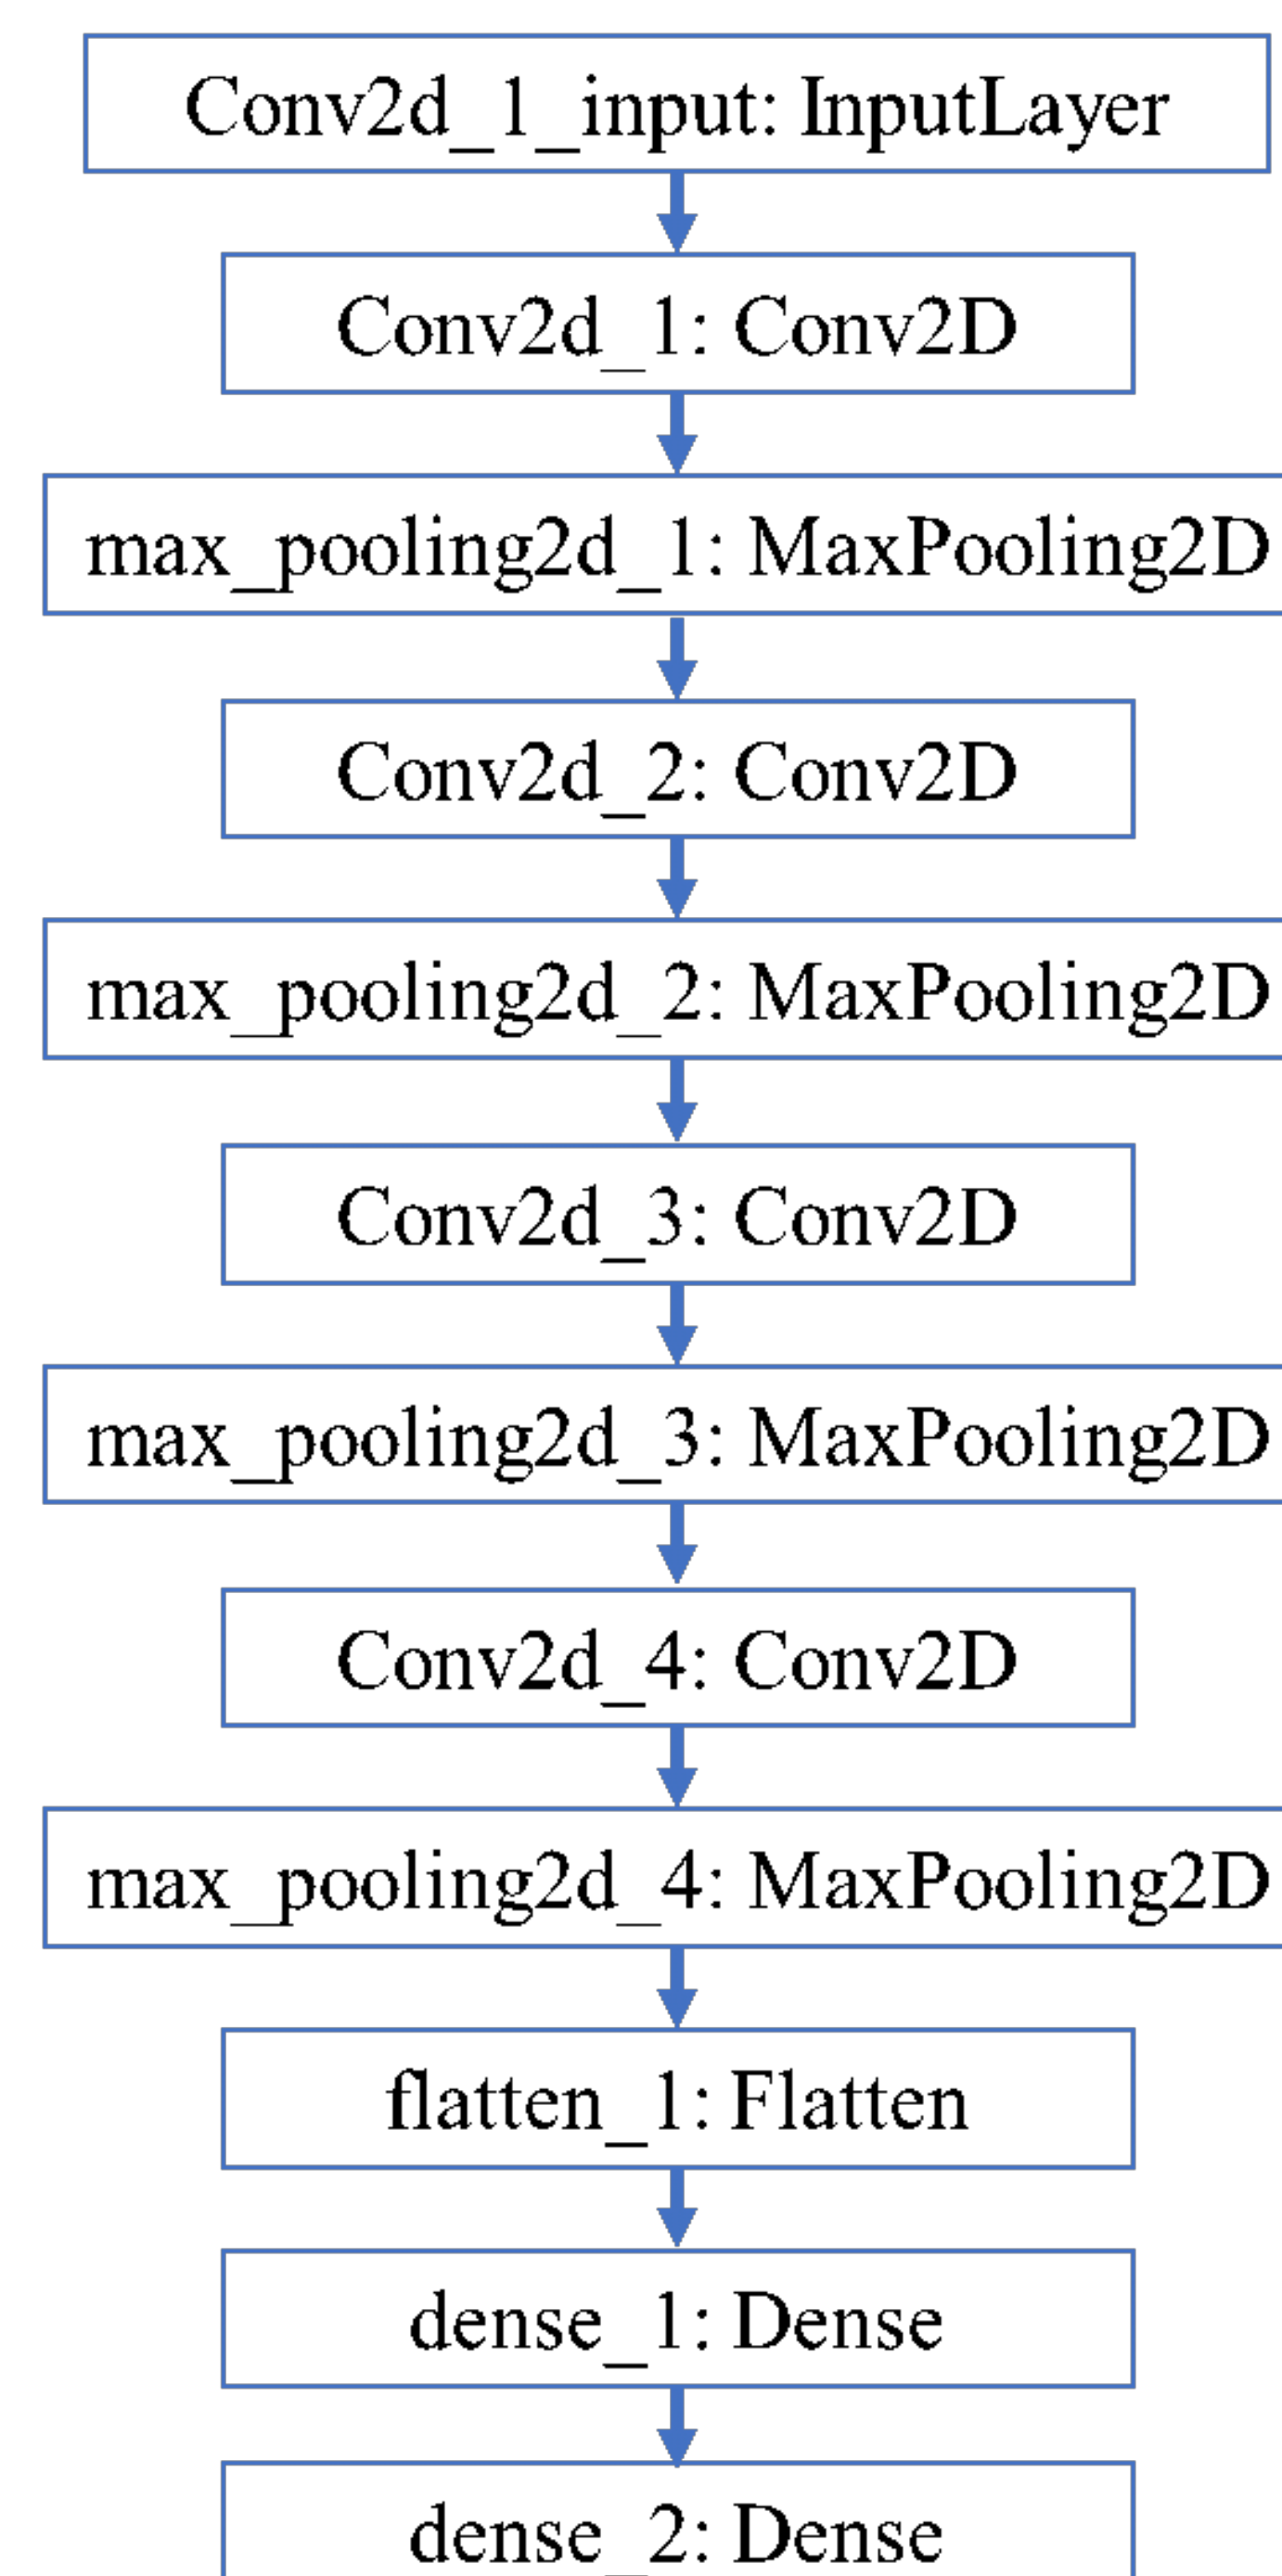 Conv2d_1_input: InputLayer
Conv2d_1: Conv2D
max_pooling2d_1: MaxPooling2D
Conv2d_2: Conv2D
max_pooling2d_2: MaxPooling2D
Conv2d_3: Conv2D
max_pooling2d_3: MaxPooling2D
Conv2d_4: Conv2D
max_pooling2d_4: MaxPooling2D
flatten_1: Flatten
dense_1: Dense
dense_2: Dense